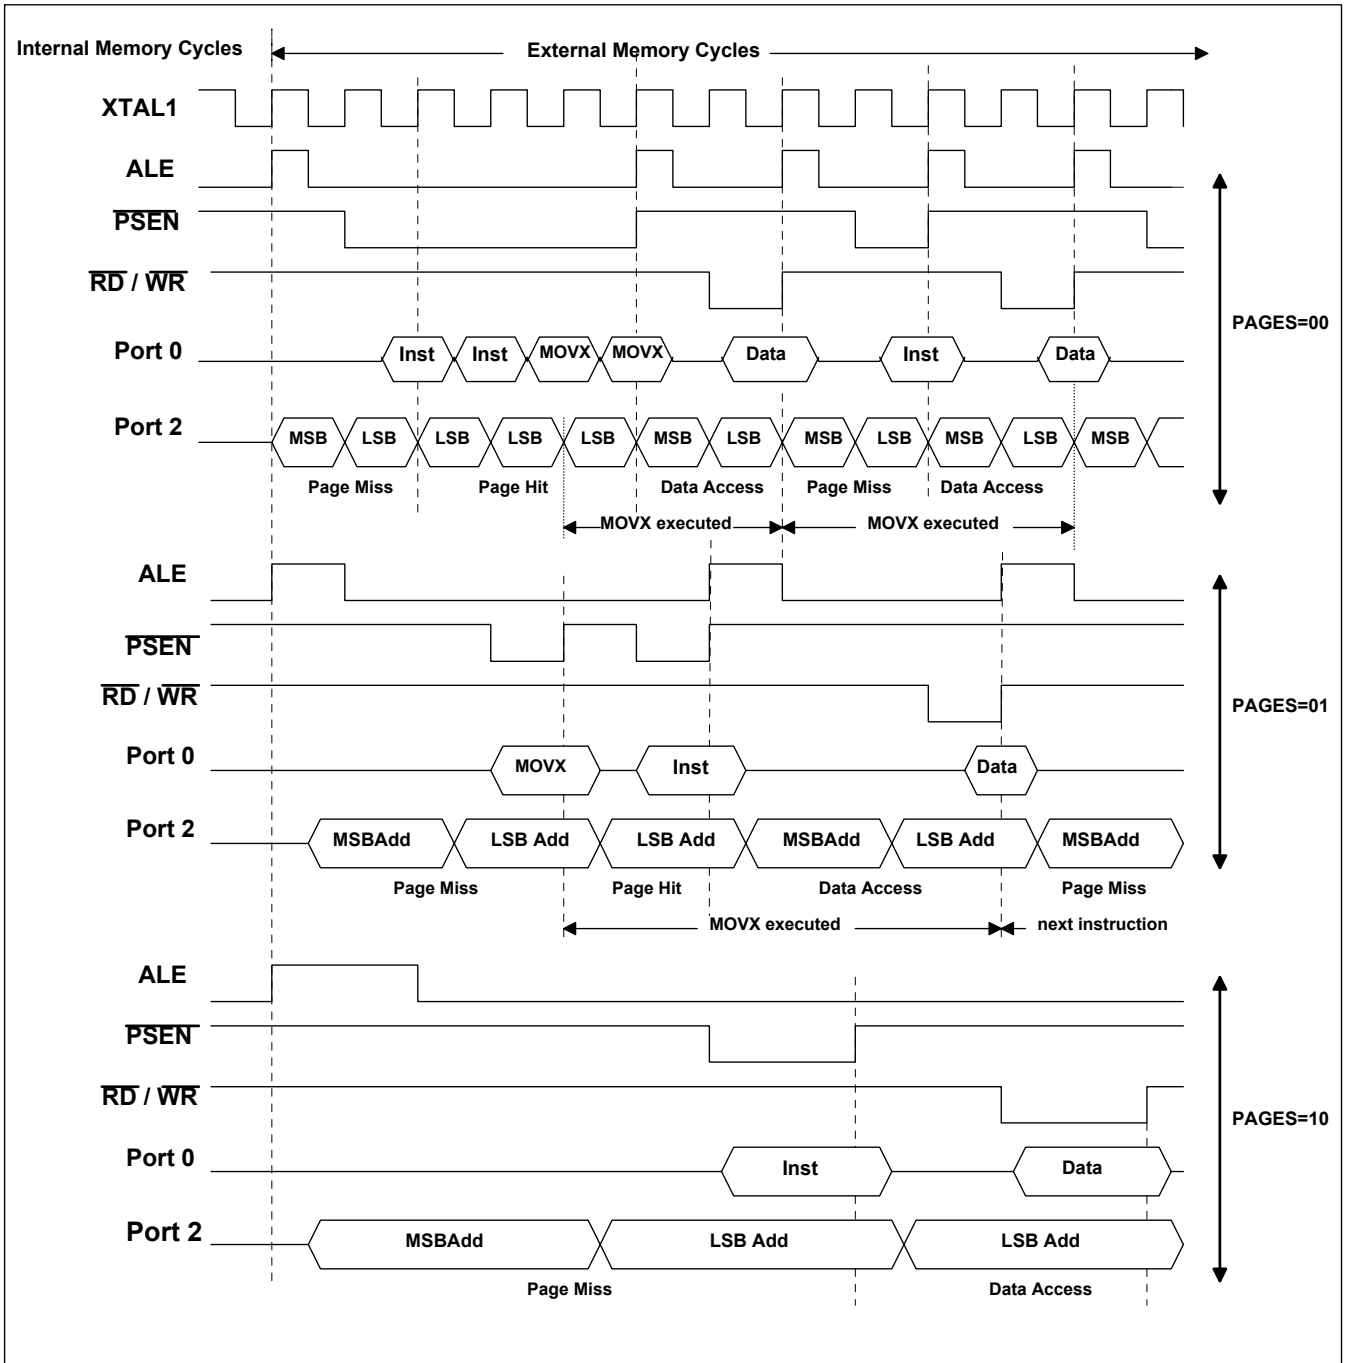 Internal Memory Cycles External Memory Cycles
XTAL1
ALE
PSEN
RD / WR
PAGES=00
Port 0 Inst Inst MOVX MOVX Data Inst Data
Port 2 MSB LSB LSB LSB LSB MSB LSB MSB LSB MSB LSB MSB
Page Miss Page Hit Data Access Page Miss Data Access
MOVX executed MOVX executed
ALE
PSEN
RD / WR
PAGES=01
Port 0 MOVX Inst Data
Port 2 MSBAdd LSB Add LSB Add MSBAdd LSB Add MSBAdd
Page Miss Page Hit Data Access Page Miss
MOVX executed next instruction
ALE
PSEN
RD / WR
PAGES=10
Port 0 Inst Data
Port 2 MSBAdd LSB Add LSB Add
Page Miss Data Access